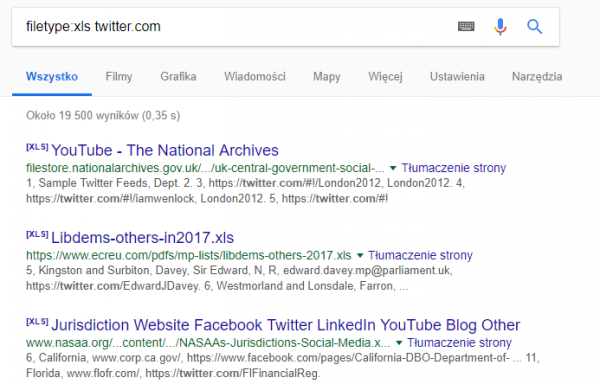 filetype:xls twitter.com
Wszystko Filmy Grafika Wiadomości Mapy Więcej Ustawienia Narzędzia
Około 19 500 wyników (0,35 s)
[XLS] YouTube - The National Archives
filestore.nationalarchives.gov.uk/.../uk-central-government-social-... ▼ Tłumaczenie strony
1, Sample Twitter Feeds, Dept. 2. 3, https://twitter.com/#!/London2012, London2012. 4,
https://twitter.com/#!/iamwenlock, London2012. 5, https://twitter.com/#!
[XLS] Libdems-others-in2017.xls
https://www.ecreu.com/pdfs/mp-lists/libdems-others-2017.xls ▼ Tłumaczenie strony
5, Kingston and Surbiton, Davey, Sir Edward, N, R, edward.davey.mp@parliament.uk,
https://twitter.com/EdwardJDavey. 6, Westmorland and Lonsdale, Farron, ...
[XLS] Jurisdiction Website Facebook Twitter LinkedIn YouTube Blog Other
www.nasaa.org/...content/.../NASAAs-Jurisdictions-Social-Media.x... ▼ Tłumaczenie strony
6, California, www.corp.ca.gov/, https://www.facebook.com/pages/California-DBO-Department-of- ... 11,
Florida, www.flofr.com/, https://twitter.com/FlFinancialReg.